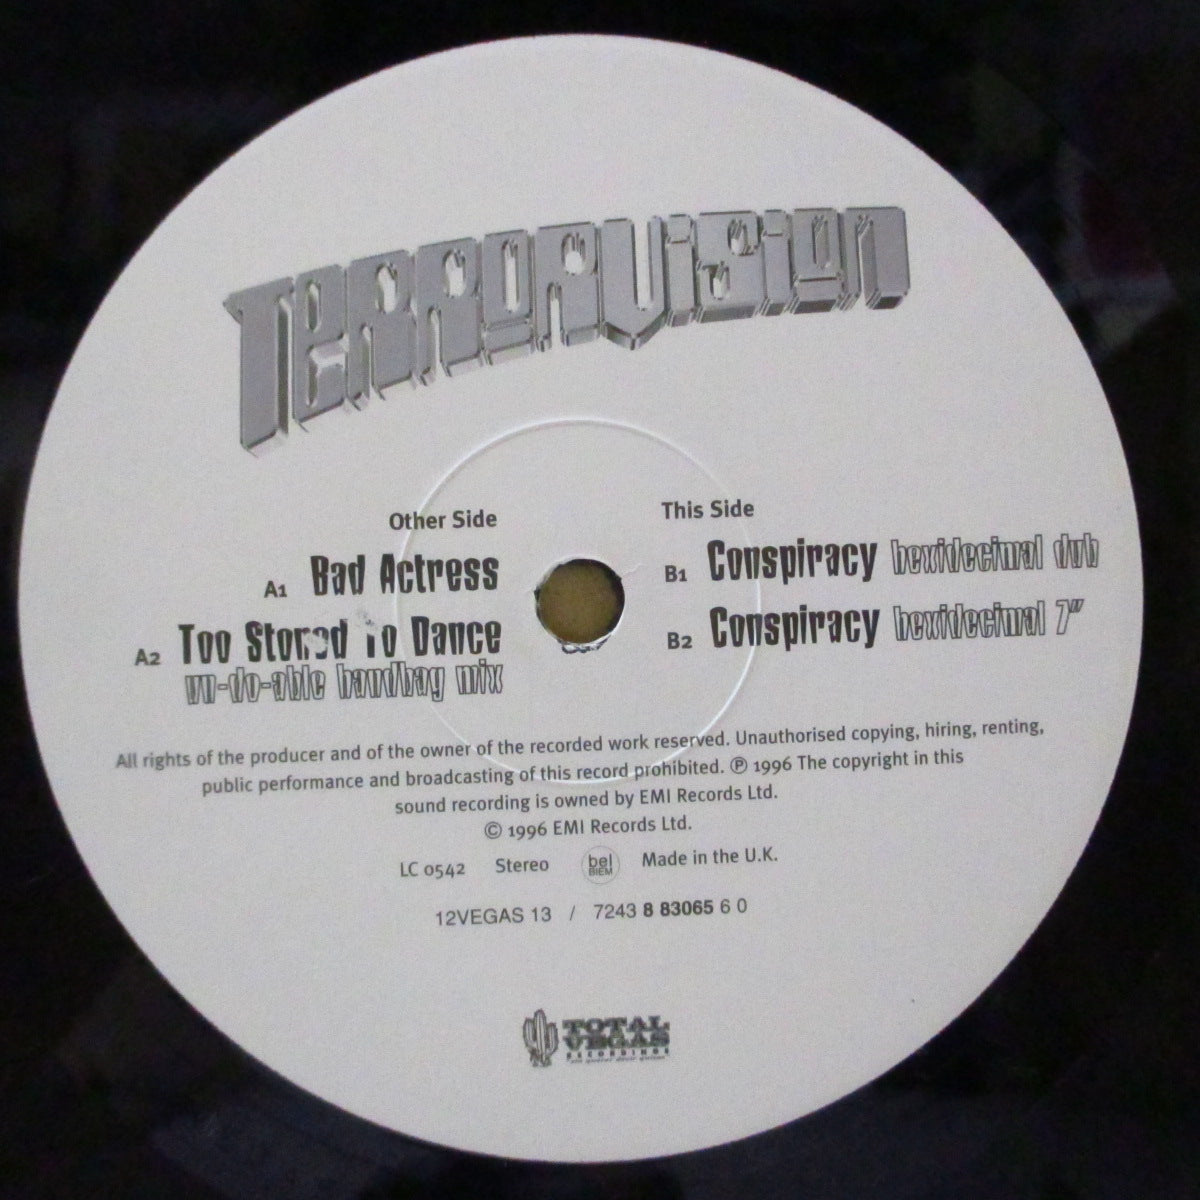 Terrorvision
Other Side
A1 Bad Actress
A2 Too Stoned To Dance
un-do-able handbag mix
This Side
B1 Conspiracy hexidecimal dub
B2 Conspiracy hexidecimal 7"
All rights of the producer and of the owner of the recorded work reserved. Unauthorised copying, hiring, renting,
public performance and broadcasting of this record prohibited. ℗ 1996 The copyright in this
sound recording is owned by EMI Records Ltd.
© 1996 EMI Records Ltd.
LC 0542 Stereo bel BIEM Made in the U.K.
12VEGAS 13 / 7243 8 83065 6 0
TOTAL
VEGAS
RECORDINGS